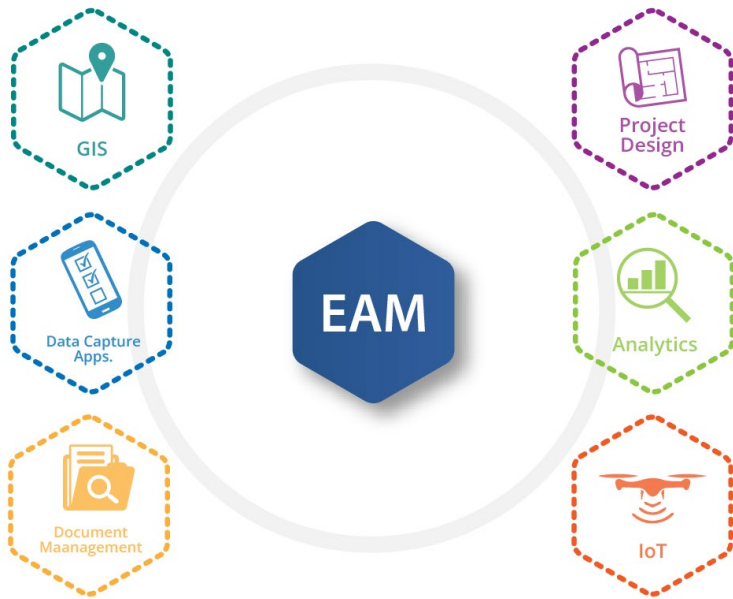 GIS
Project
Design
EAM
Data Capture
Apps.
Analytics
Document
Maanagement
IoT